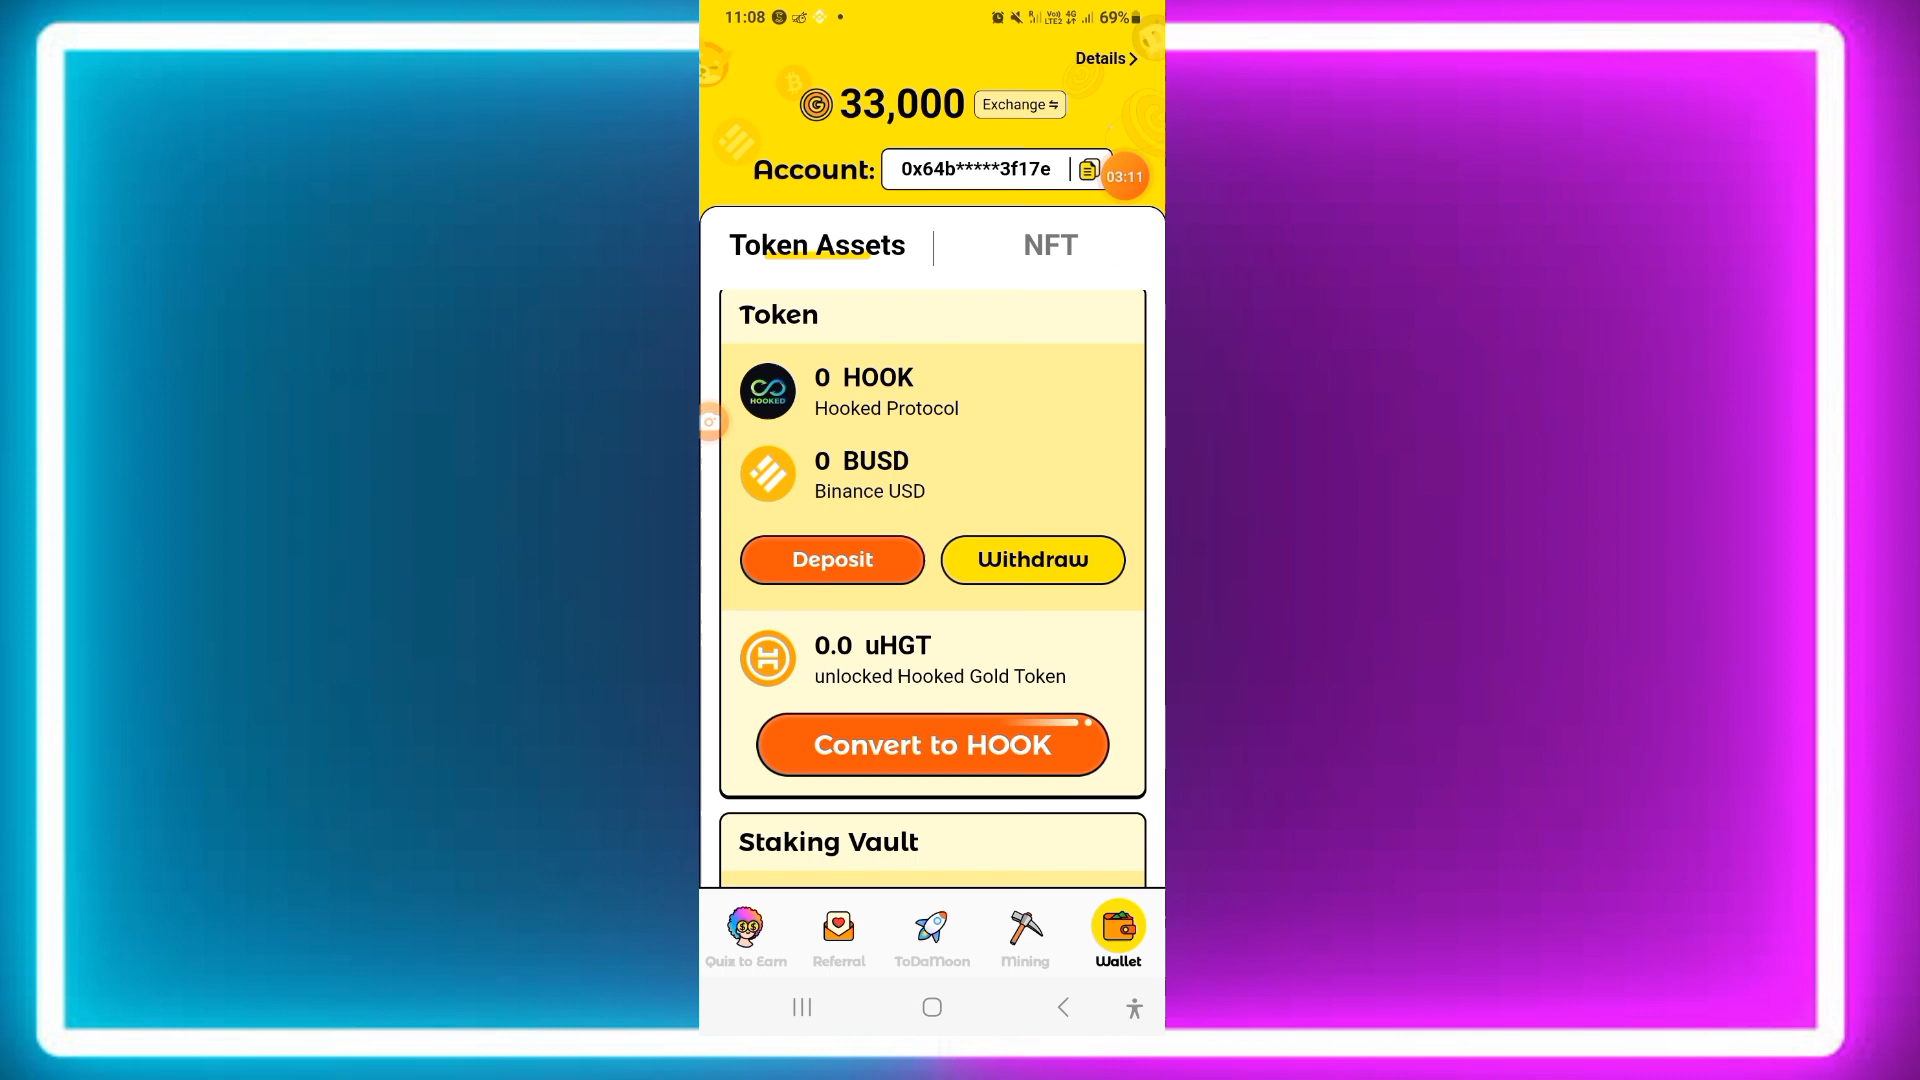 11:08
69%
Details
33,000 Exchange
Account: 0x64b*****3f17e
03:11
Token Assets NFT
Token
HOOKED
0 HOOK
Hooked Protocol
0 BUSD
Binance USD
Deposit Withdraw
0.0 uHGT
unlocked Hooked Gold Token
Convert to HOOK
Staking Vault
Quiz to Earn Referral ToDaMoon Mining Wallet